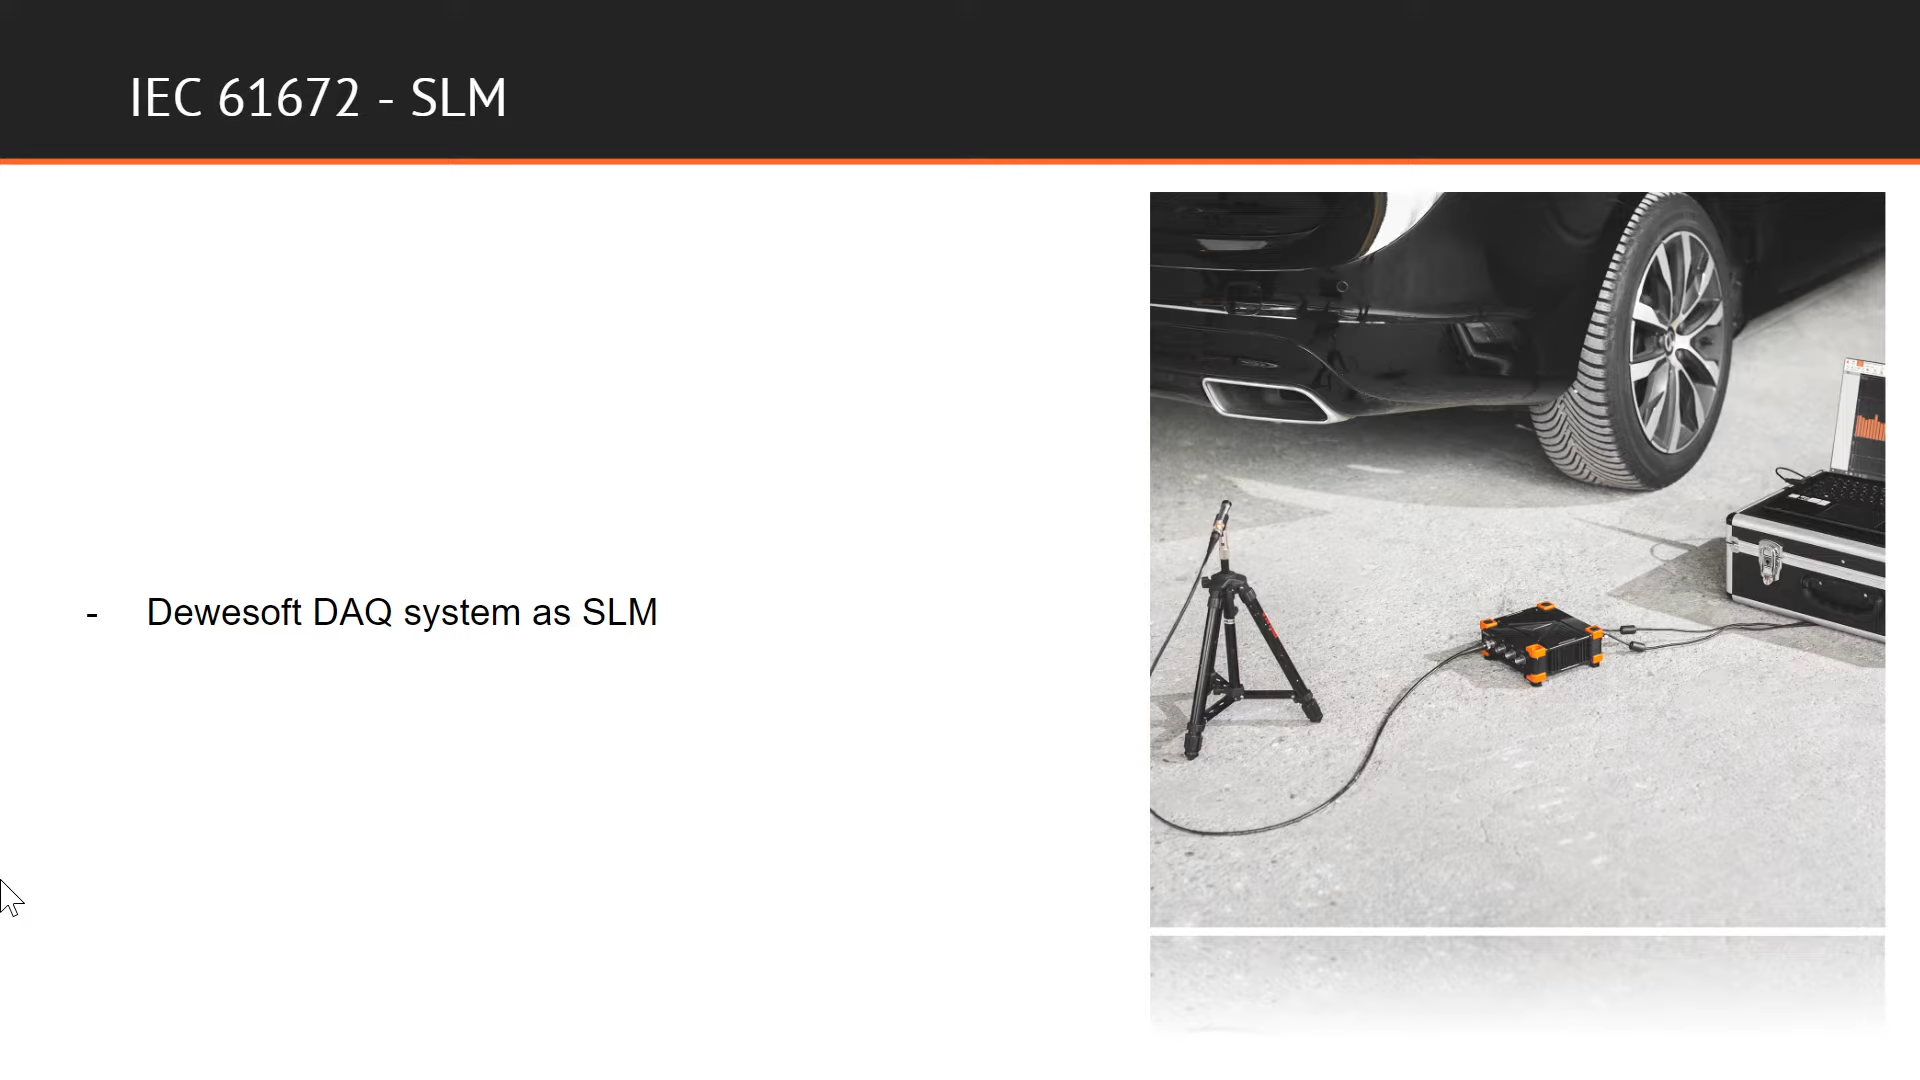 IEC 61672 - SLM
- Dewesoft DAQ system as SLM